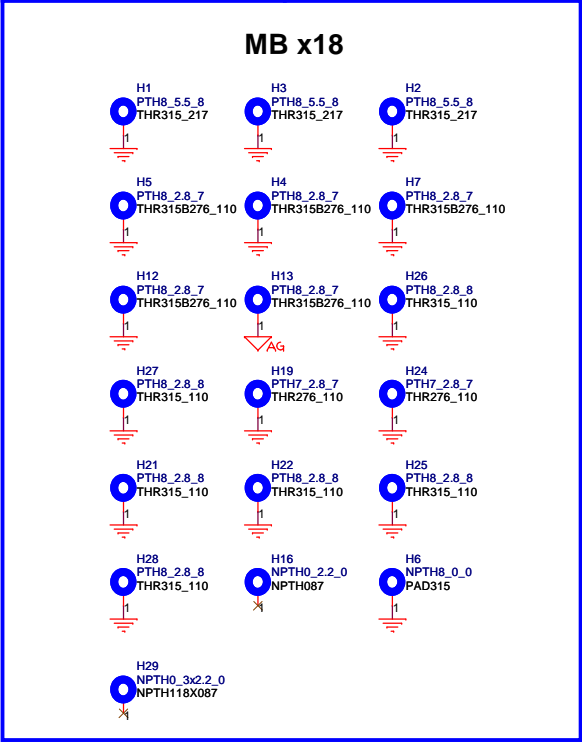 MB x18
H1
PTH8_5.5_8
THR315_217
1
H3
PTH8_5.5_8
THR315_217
1
H2
PTH8_5.5_8
THR315_217
1
H5
PTH8_2.8_7
THR315B276_110
1
H4
PTH8_2.8_7
THR315B276_110
1
H7
PTH8_2.8_7
THR315B276_110
1
H12
PTH8_2.8_7
THR315B276_110
1
H13
PTH8_2.8_7
THR315B276_110
1
AG
H26
PTH8_2.8_8
THR315_110
1
H27
PTH8_2.8_8
THR315_110
1
H19
PTH7_2.8_7
THR276_110
1
H24
PTH7_2.8_7
THR276_110
1
H21
PTH8_2.8_8
THR315_110
1
H22
PTH8_2.8_8
THR315_110
1
H25
PTH8_2.8_8
THR315_110
1
H28
PTH8_2.8_8
THR315_110
1
H16
NPTH0_2.2_0
NPTH087
1
H6
NPTH8_0_0
PAD315
1
H29
NPTH0_3x2.2_0
NPTH118X087
1